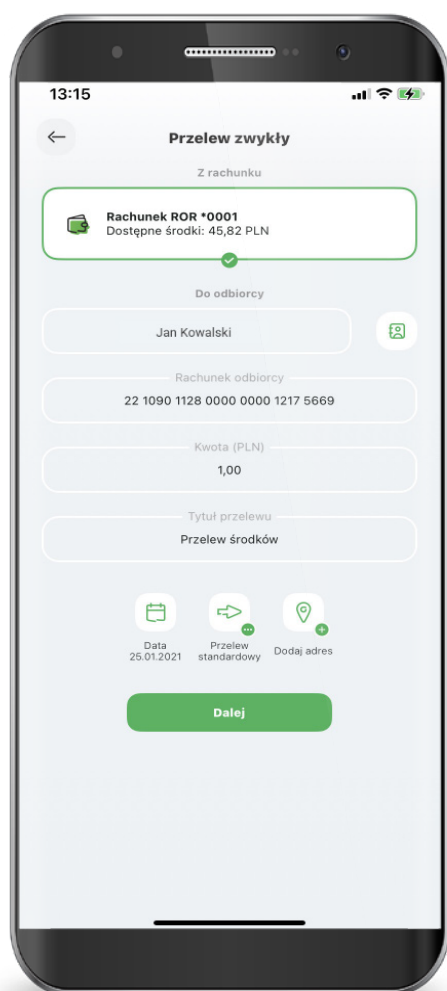 13:15
Przelew zwykły
Z rachunku
Rachunek ROR *0001
Dostępne środki: 45,82 PLN
Do odbiorcy
Jan Kowalski
Rachunek odbiorcy
22 1090 1128 0000 0000 1217 5669
Kwota (PLN)
1,00
Tytuł przelewu
Przelew środków
Data
25.01.2021
Przelew
standardowy
Dodaj adres
Dalej